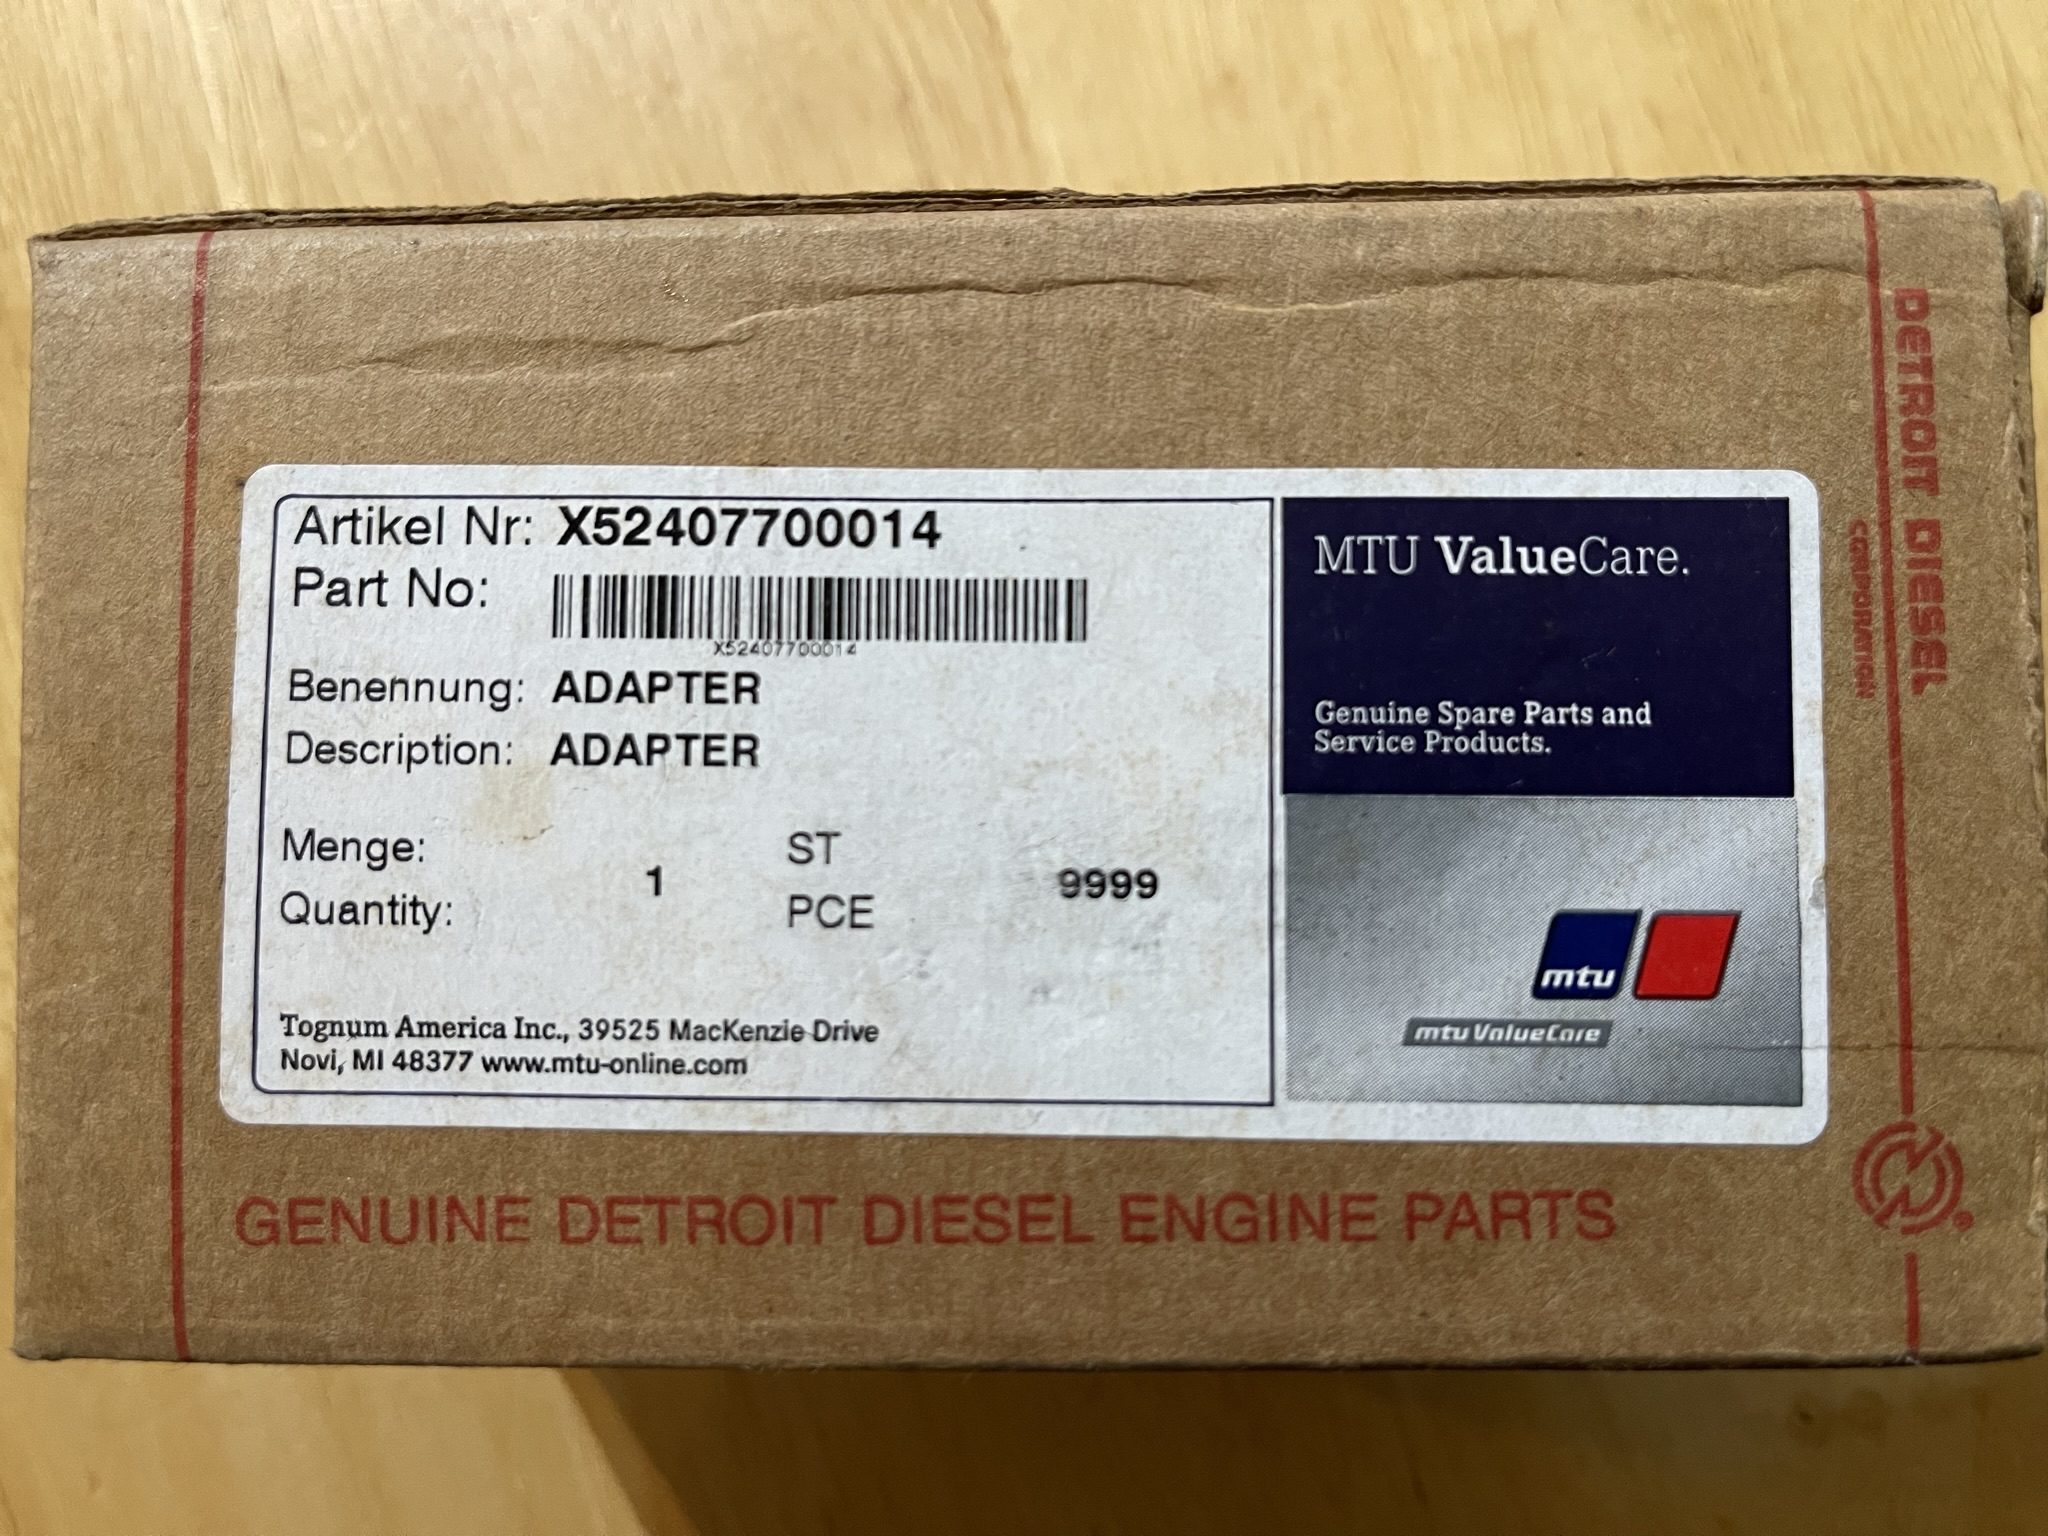 Artikel Nr: X52407700014
Part No:
X52407700014
Benennung: ADAPTER
Description: ADAPTER
Menge: ST
1 9999
Quantity: PCE
Tognum America Inc., 39525 MacKenzie Drive
Novi, MI 48377 www.mtu-online.com
MTU ValueCare.
Genuine Spare Parts and
Service Products.
mtu
mtu ValueCare
DETROIT DIESEL
CORPORATION
GENUINE DETROIT DIESEL ENGINE PARTS
®